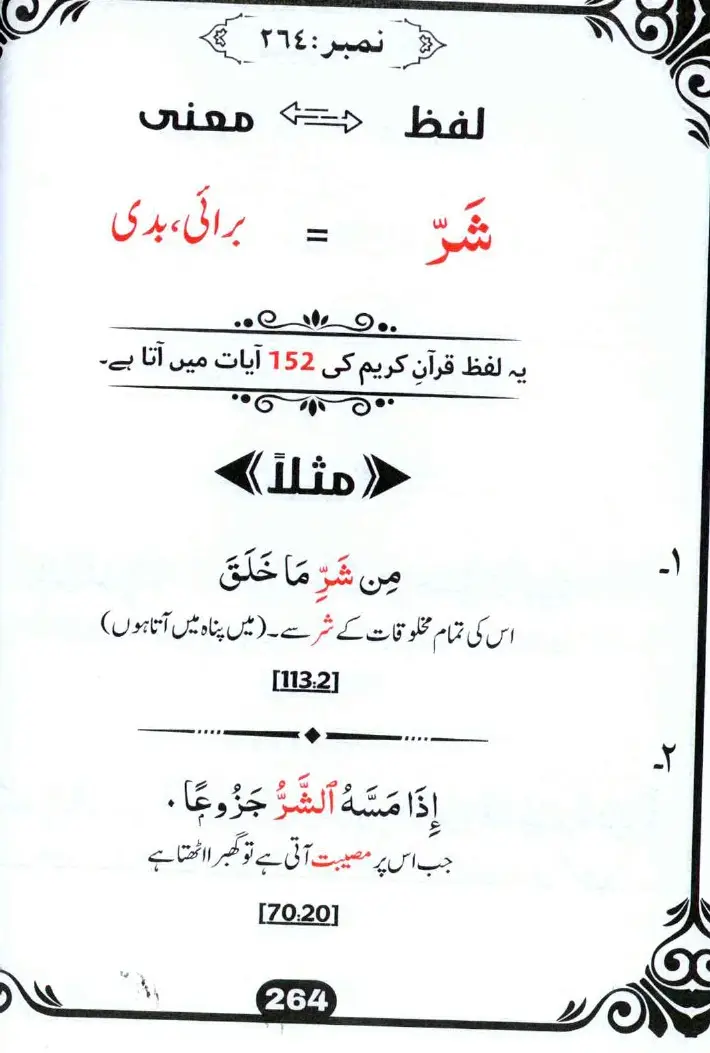 نمبر: ٢٦٤
لفظ معنی
شَرّ = برائی، بدی
یہ لفظ قرآنِ کریم کی 152 آیات میں آتا ہے۔
مثلاً
١۔
مِن شَرِّ مَا خَلَقَ
اس کی تمام مخلوقات کے شر سے۔ (میں پناہ میں آتا ہوں)
[113:2]
٢۔
إِذَا مَسَّهُ ٱلشَّرُّ جَزُوعًا۰
جب اس پر مصیبت آتی ہے تو گھبرا اٹھتا ہے
[70:20]
264